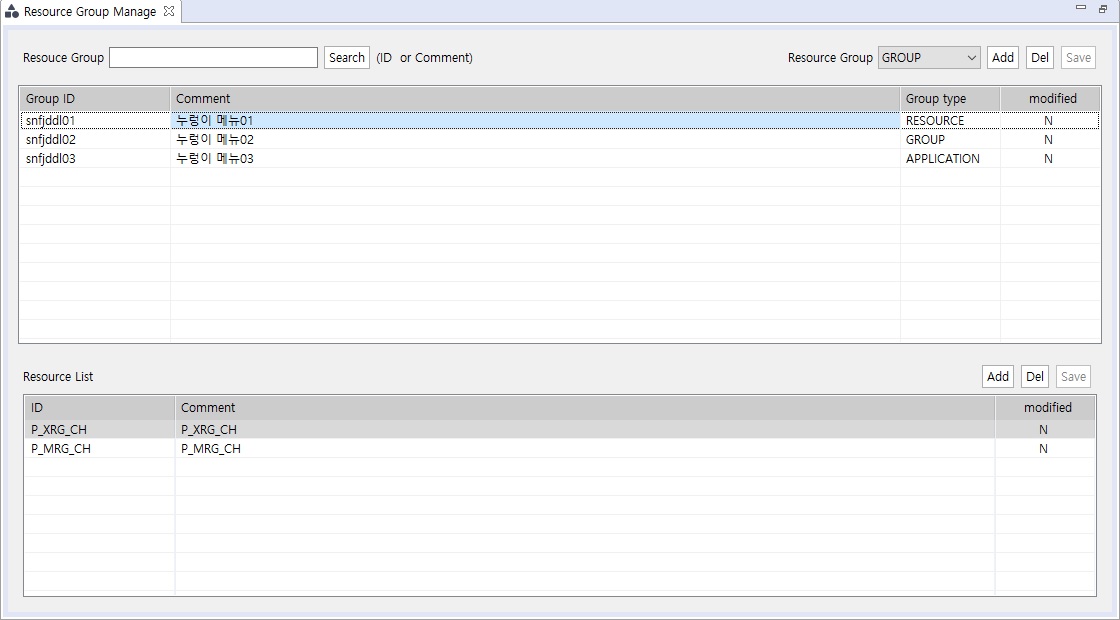 Resource Group Manage
Resouce Group Search (ID or Comment) Resource Group GROUP Add Del Save
Group ID Comment Group type modified
snfjddl01 누렁이 메뉴01 RESOURCE N
snfjddl02 누렁이 메뉴02 GROUP N
snfjddl03 누렁이 메뉴03 APPLICATION N
Resource List Add Del Save
ID Comment modified
P_XRG_CH P_XRG_CH N
P_MRG_CH P_MRG_CH N